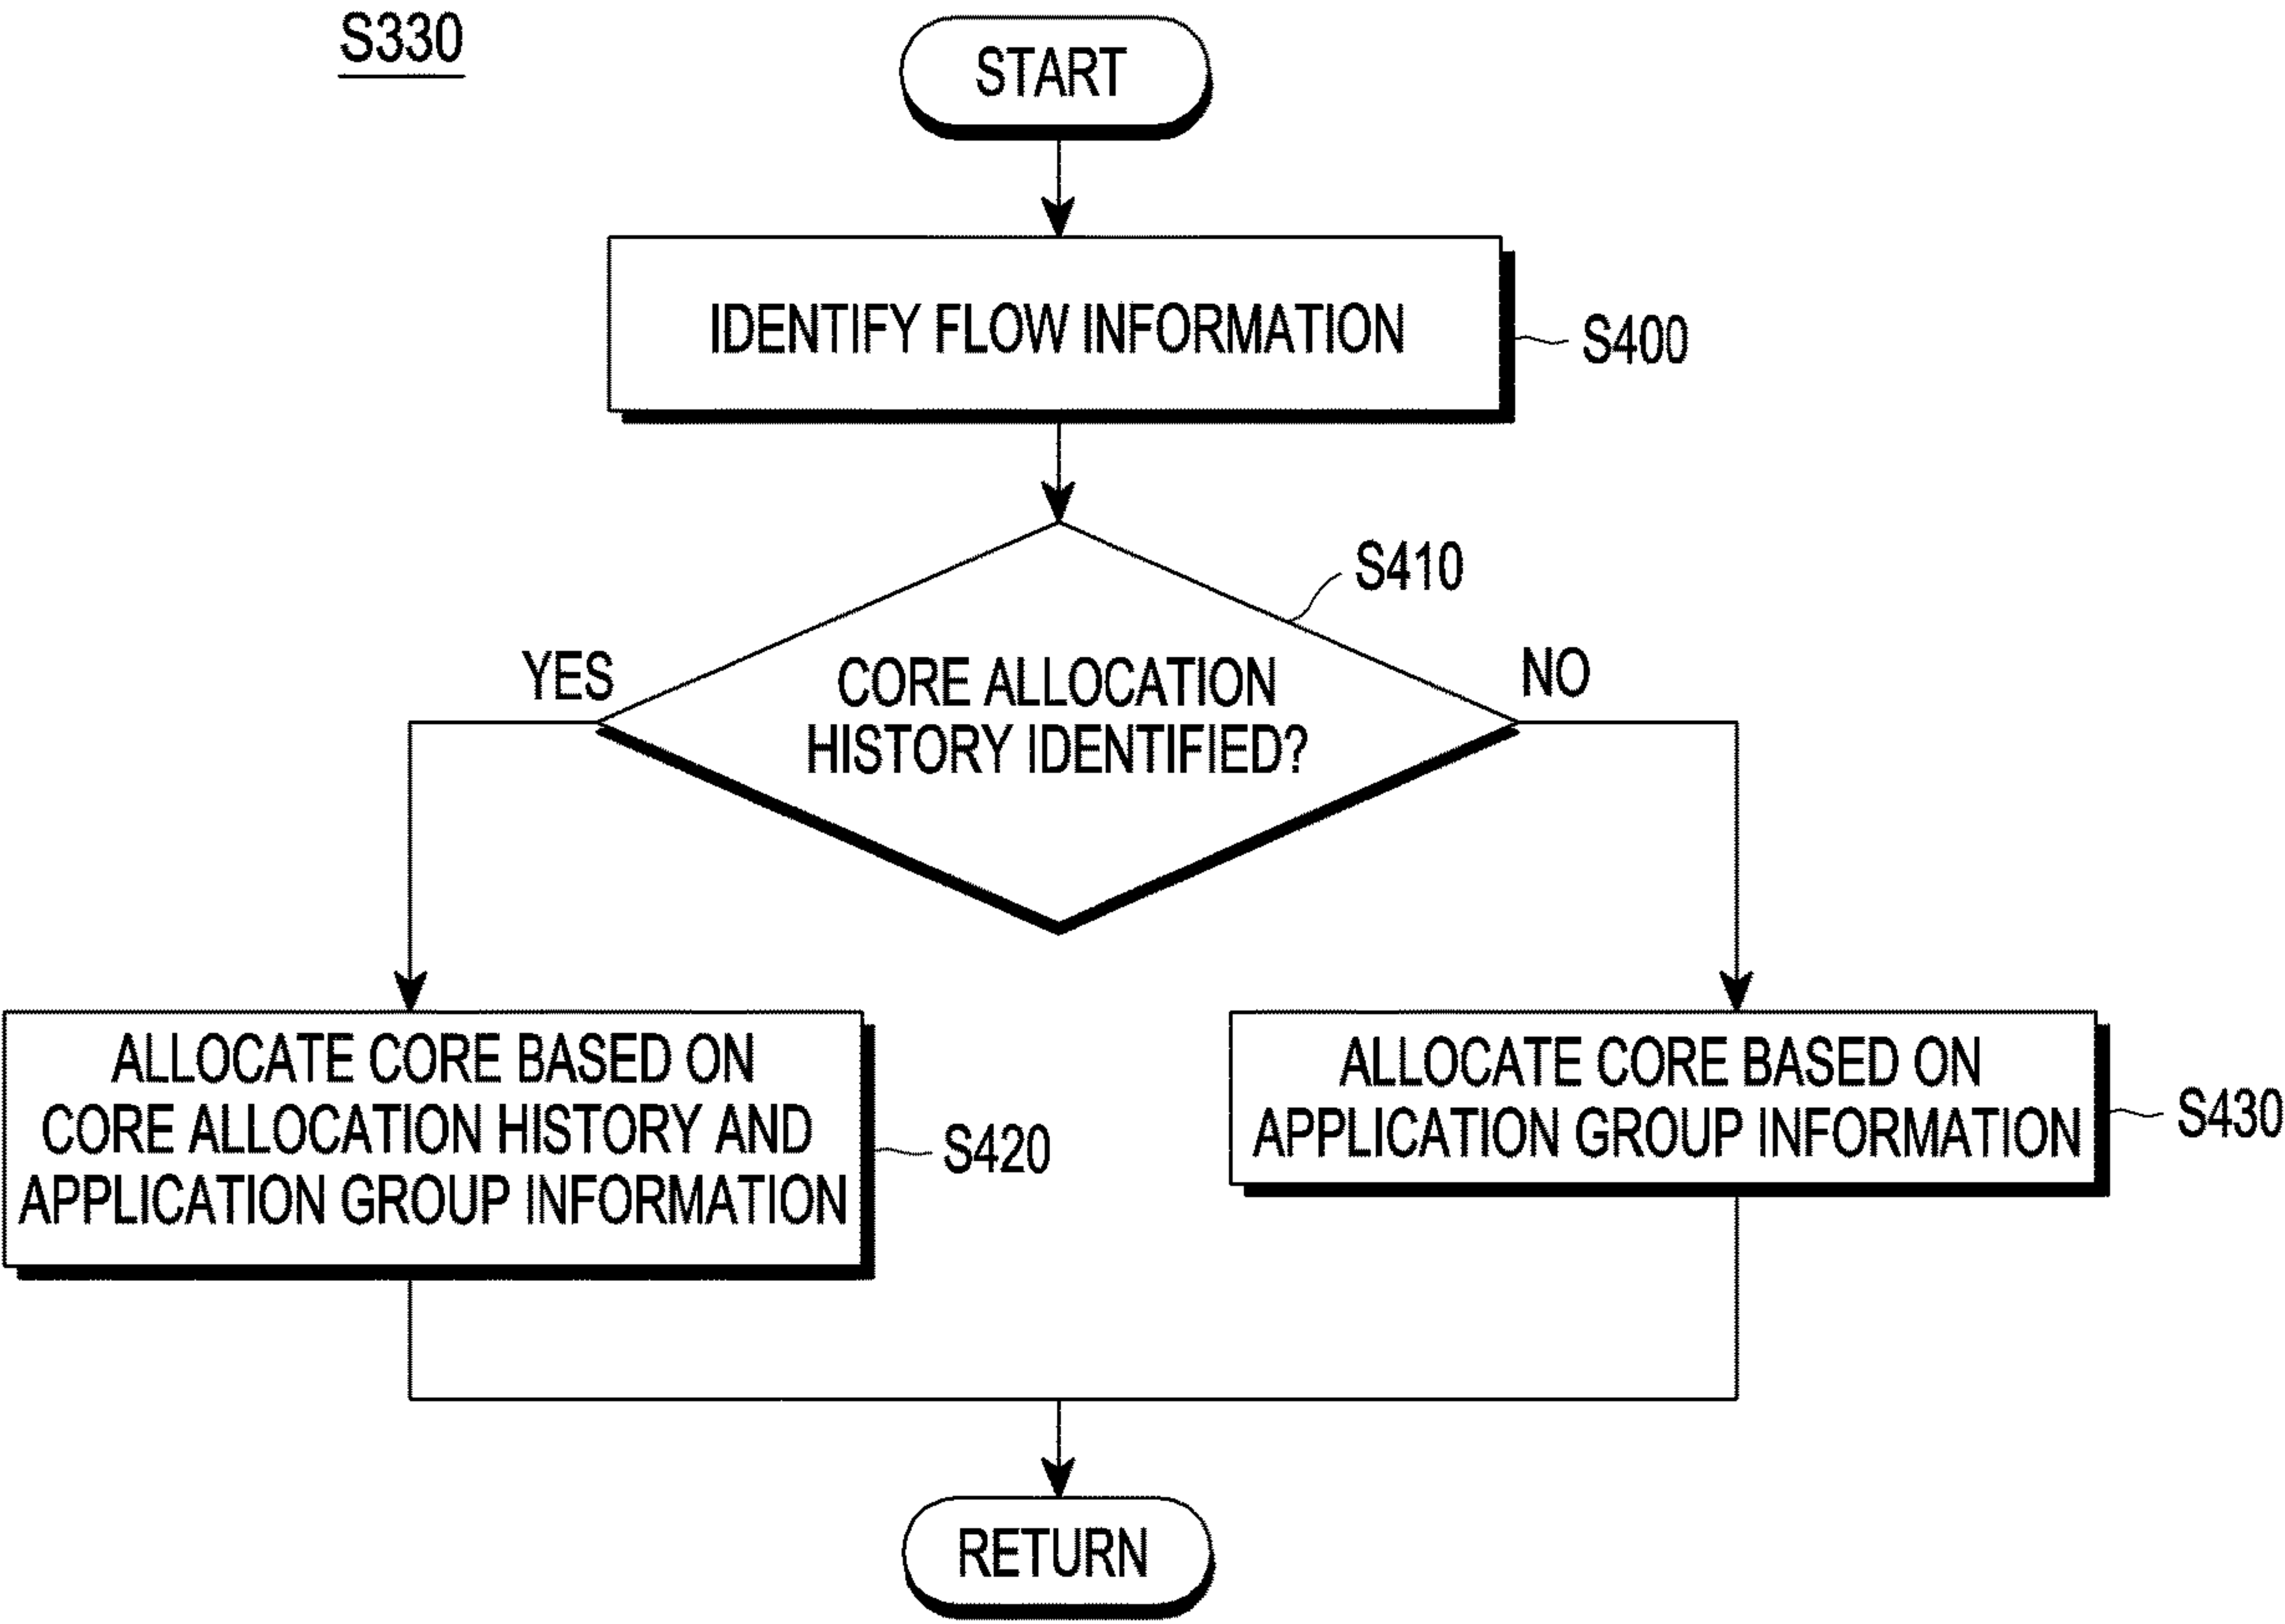 S330
START
IDENTIFY FLOW INFORMATION
S400
S410
YES
CORE ALLOCATION
HISTORY IDENTIFIED?
NO
ALLOCATE CORE BASED ON
CORE ALLOCATION HISTORY AND
APPLICATION GROUP INFORMATION
S420
ALLOCATE CORE BASED ON
APPLICATION GROUP INFORMATION
S430
RETURN